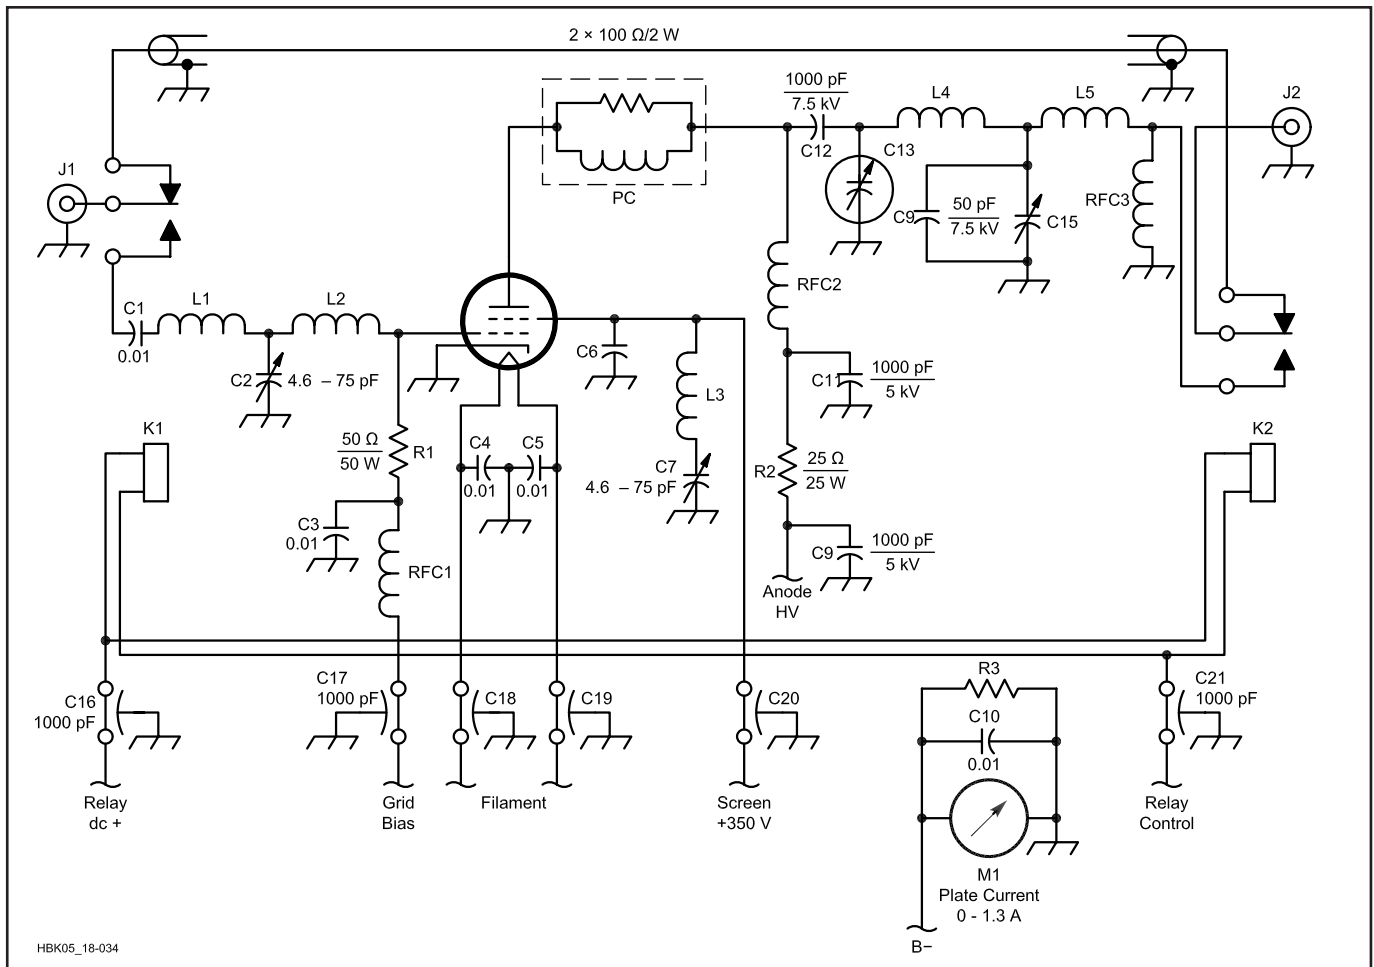 2 × 100 Ω/2 W
1000 pF
7.5 kV
L4
L5
J2
C12
C13
J1
PC
RFC3
C9
50 pF
7.5 kV
C15
RFC2
C1
L1
L2
0.01
C6
C2
4.6 – 75 pF
C11
1000 pF
5 kV
L3
K1
K2
50 Ω
50 W
R1
C4
C5
C7
R2
25 Ω
25 W
0.01
0.01
4.6 – 75 pF
C3
0.01
C9
1000 pF
5 kV
RFC1
Anode
HV
R3
C17
1000 pF
C16
1000 pF
C18
C19
C20
C21
1000 pF
C10
0.01
Relay
dc +
Grid
Bias
Filament
Screen
+350 V
Relay
Control
M1
Plate Current
0 - 1.3 A
B−
HBK05_18-034